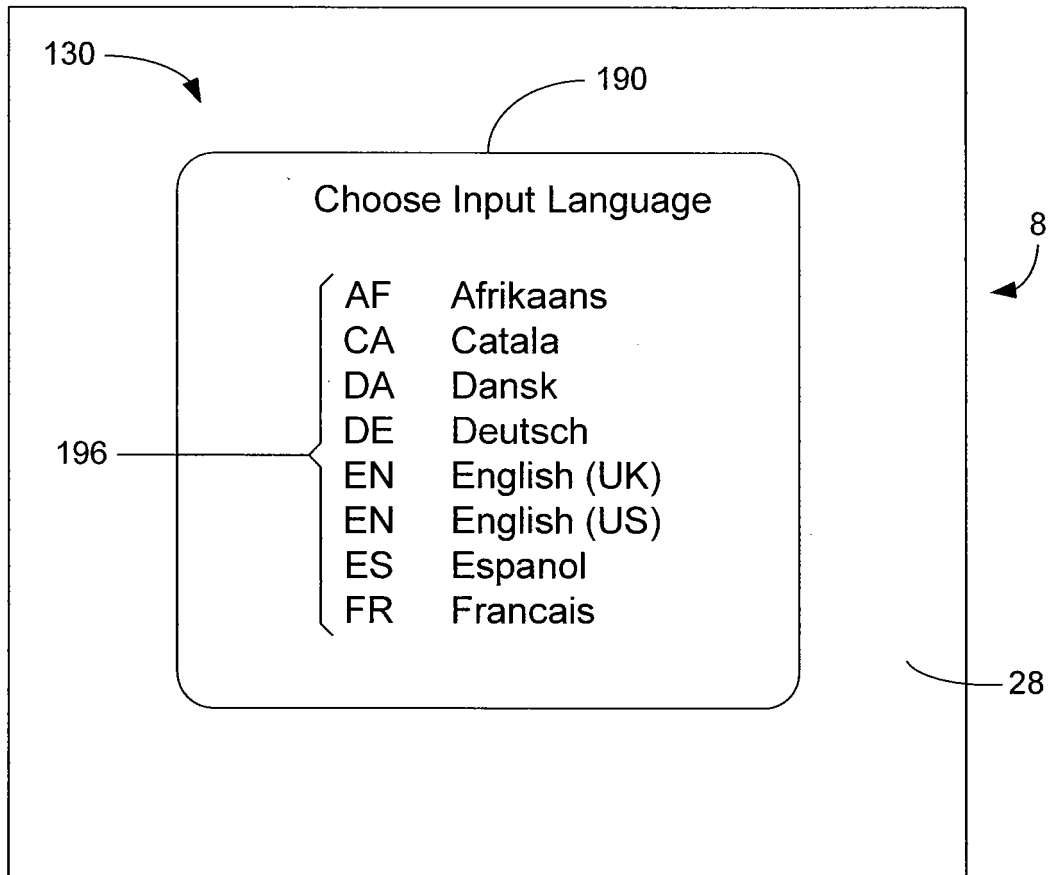 130
190
Choose Input Language
8
AF Afrikaans
CA Catala
DA Dansk
DE Deutsch
196
EN English (UK)
EN English (US)
ES Espanol
FR Francais
28